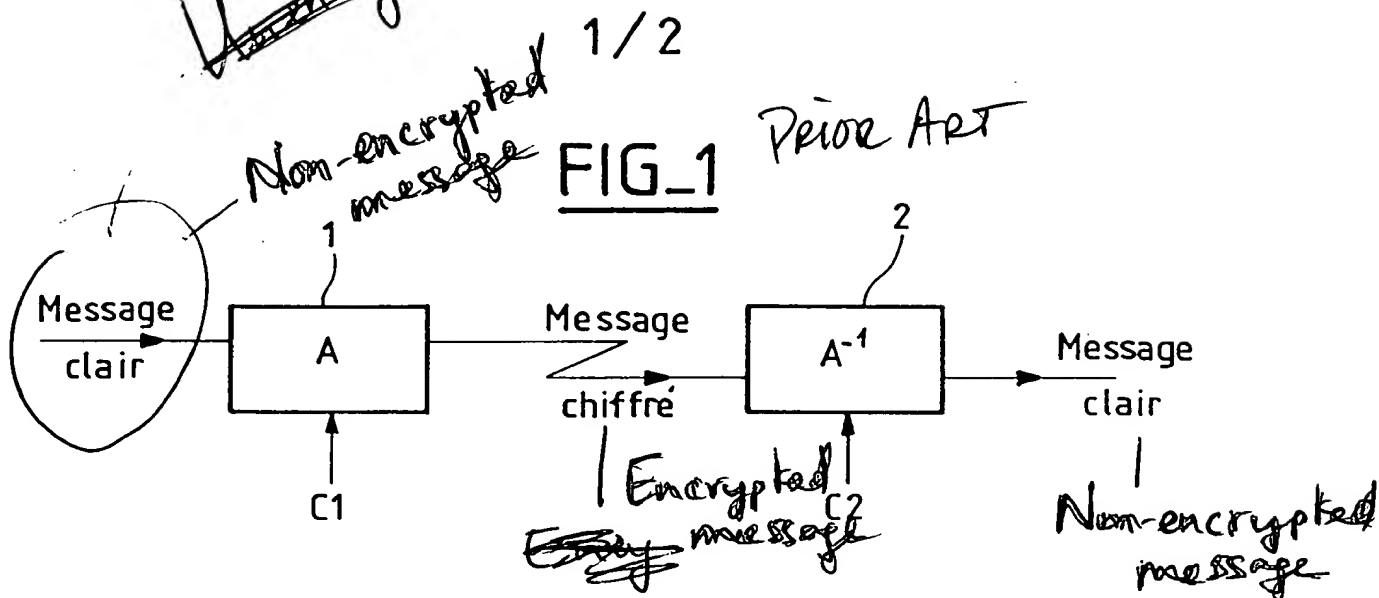 1/2
Non-encrypted
message
PRIOR ART
FIG_1
1
2
Message
clair
A
Message
chiffré
A⁻¹
Message
clair
C1
C2
Encrypted
message
Non-encrypted
message